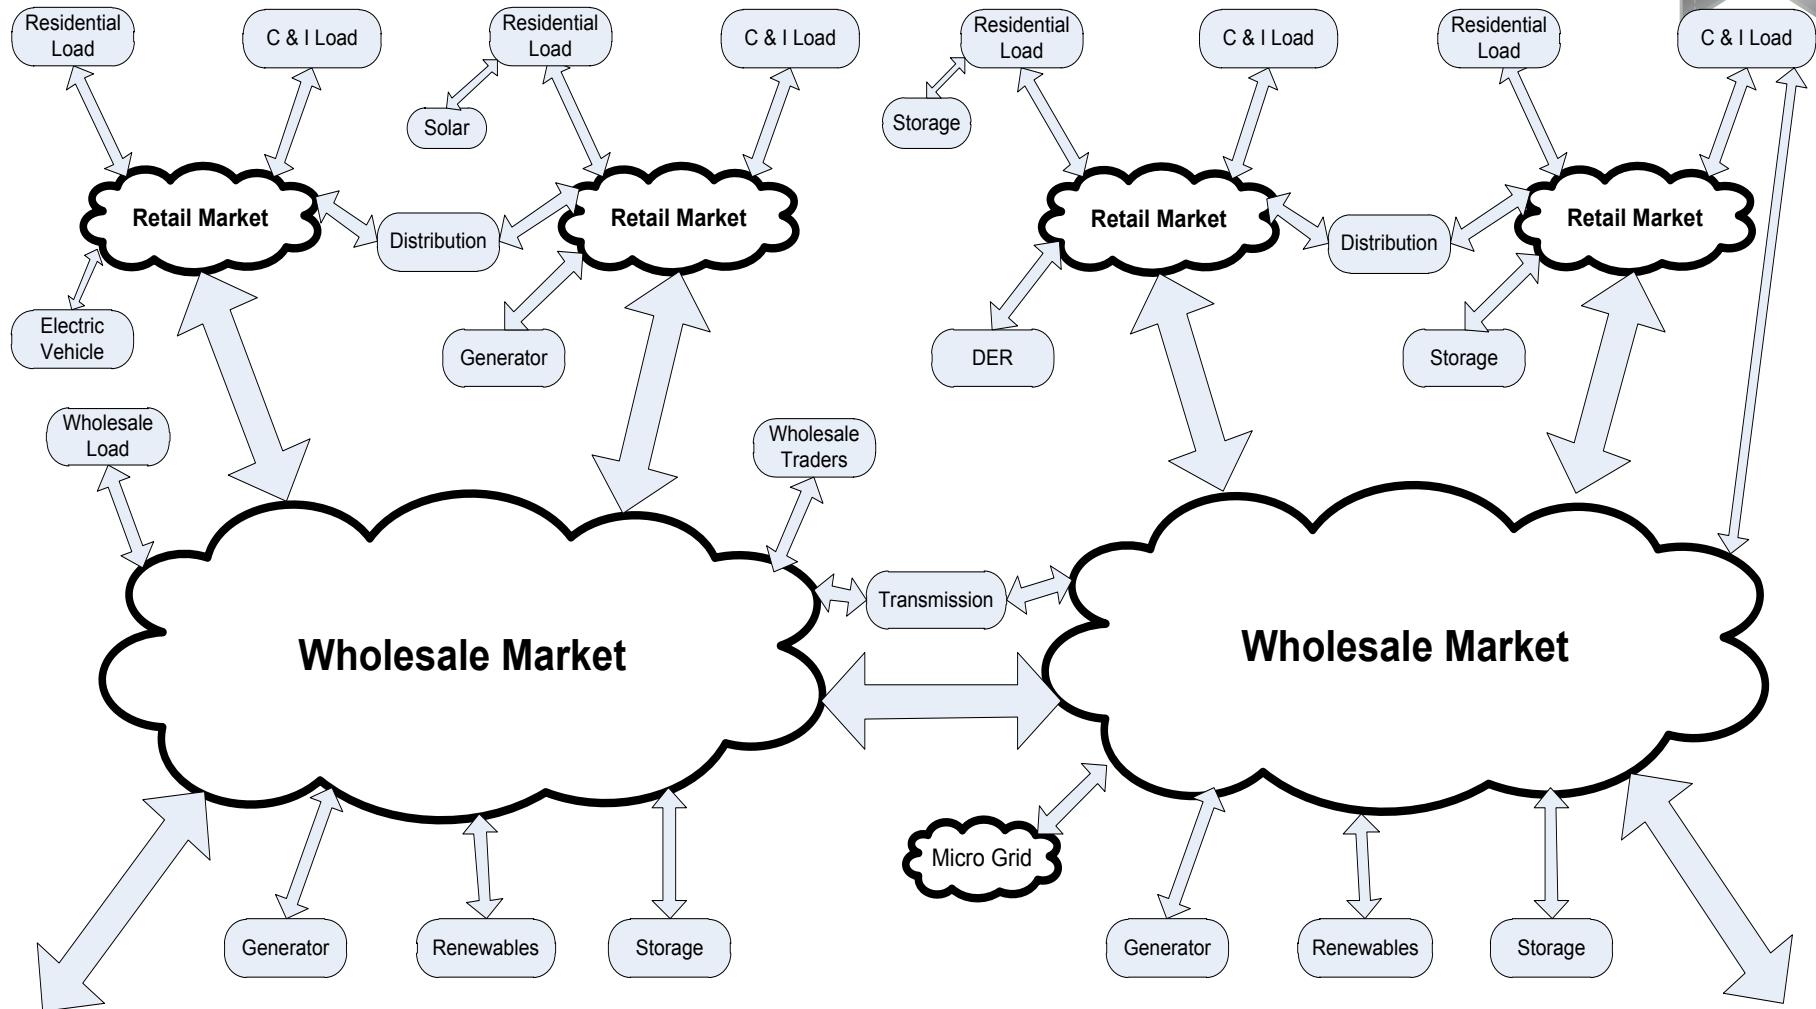 Residential
Load
C & I Load
Residential
Load
C & I Load
Residential
Load
C & I Load
Residential
Load
C & I Load
Solar
Storage
Retail Market
Distribution
Retail Market
Retail Market
Distribution
Retail Market
Electric
Vehicle
Generator
DER
Storage
Wholesale
Load
Wholesale
Traders
Transmission
Wholesale Market
Wholesale Market
Micro Grid
Generator
Renewables
Storage
Generator
Renewables
Storage